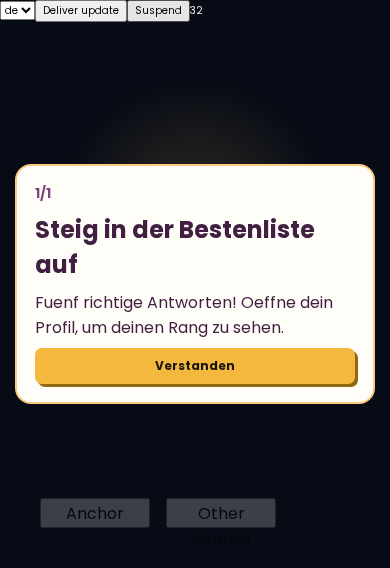 de Deliver update Suspend 32
1/1
Steig in der Bestenliste
auf
Fuenf richtige Antworten! Oeffne dein
Profil, um deinen Rang zu sehen.
Verstanden
Anchor Other
control